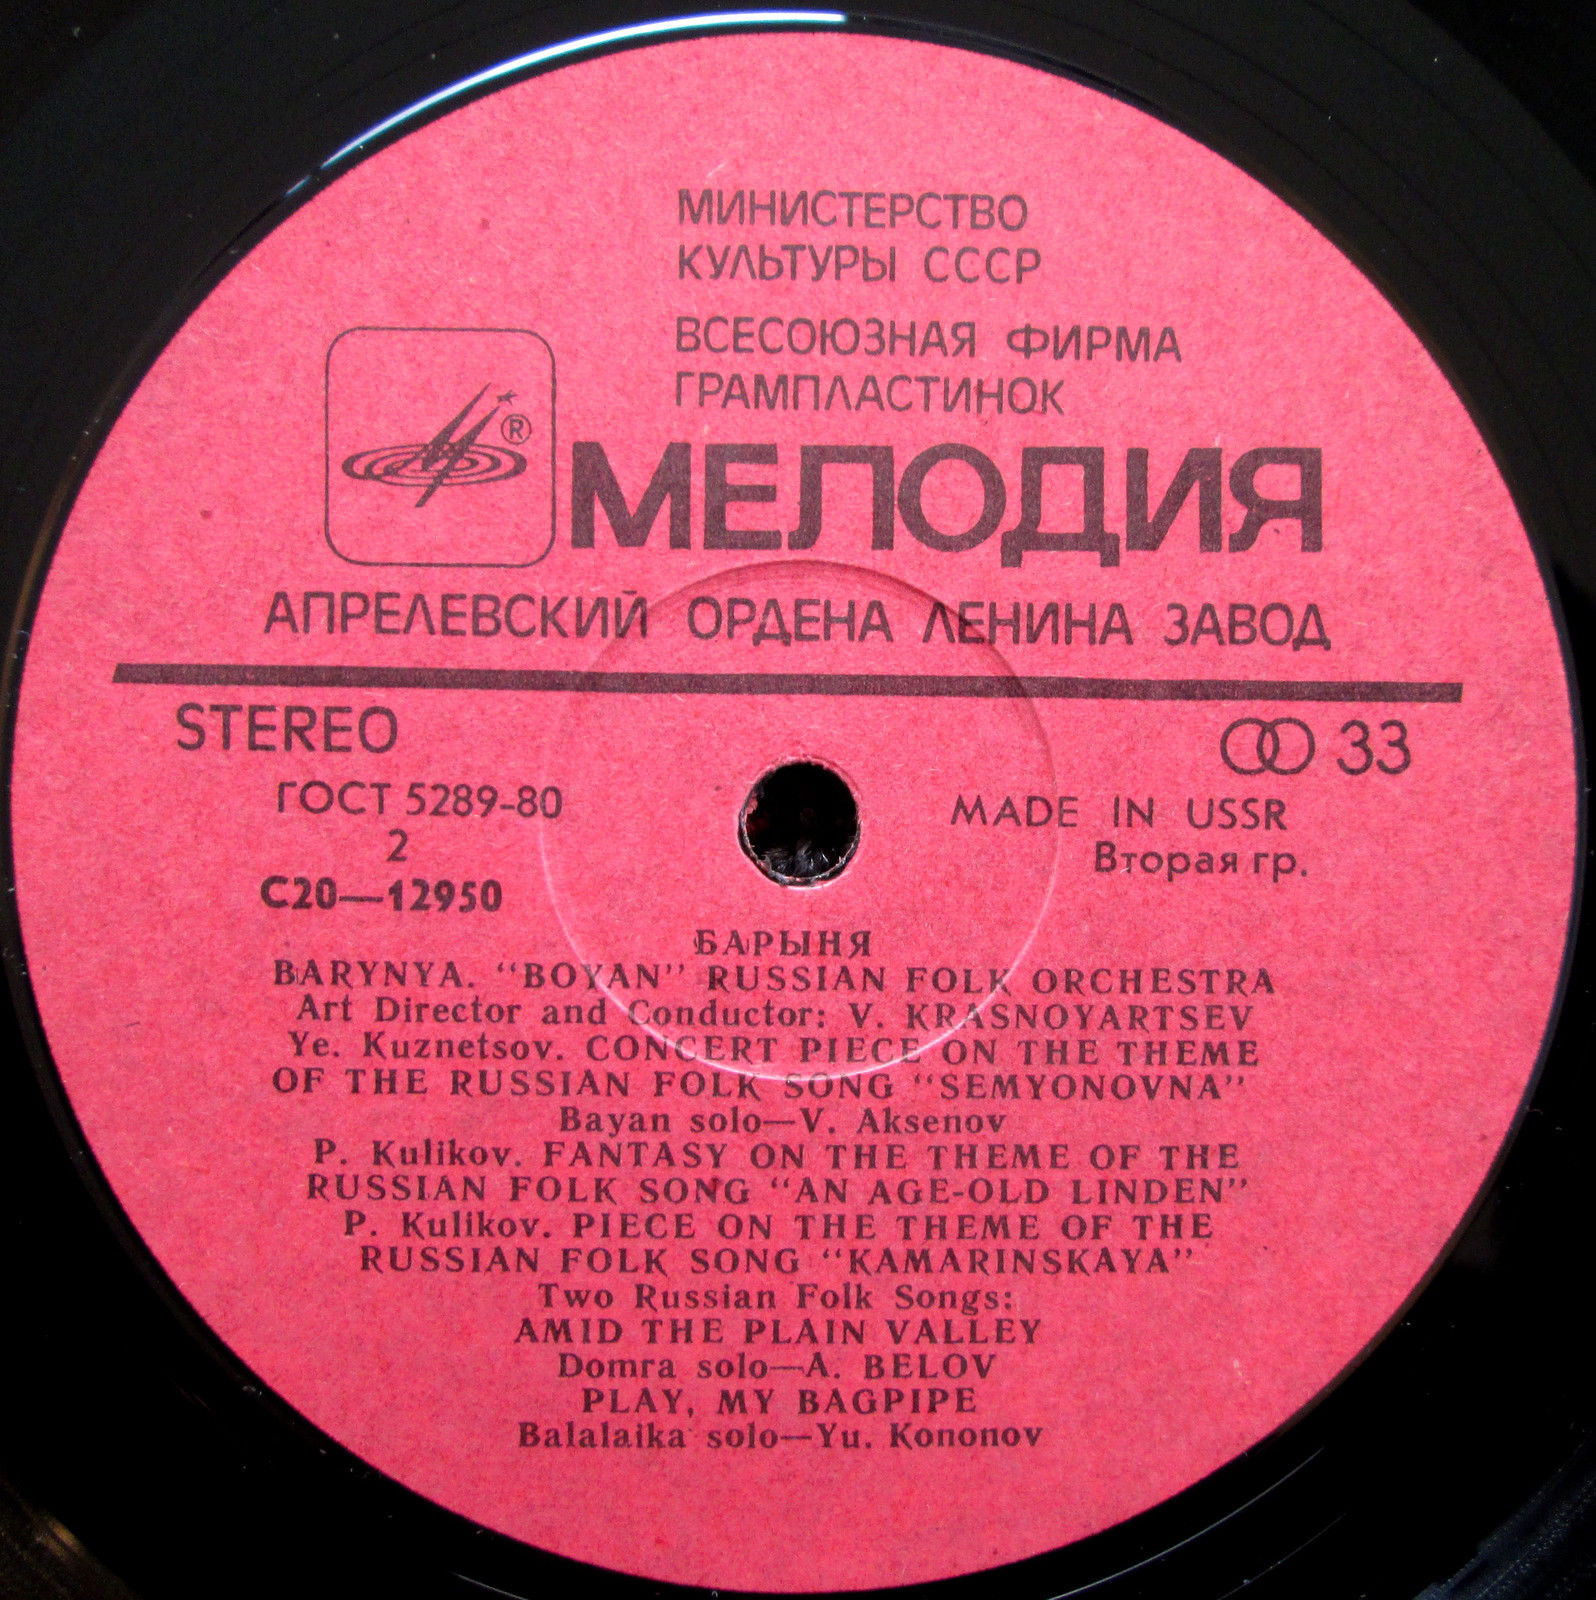 МИНИСТЕРСТВО
КУЛЬТУРЫ СССР
ВСЕСОЮЗНАЯ ФИРМА
ГРАМПЛАСТИНОК
®
МЕЛОДИЯ
АПРЕЛЕВСКИЙ ОРДЕНА ЛЕНИНА ЗАВОД
STEREO
33
ГОСТ 5289-80
MADE IN USSR
2
Вторая гр.
С20—12950
БАРЫНЯ
BARYNYA. “BOYAN” RUSSIAN FOLK ORCHESTRA
Art Director and Conductor: V. KRASNOYARTSEV
Ye. Kuznetsov. CONCERT PIECE ON THE THEME
OF THE RUSSIAN FOLK SONG “SEMYONOVNA”
Bayan solo—V. Aksenov
P. Kulikov. FANTASY ON THE THEME OF THE
RUSSIAN FOLK SONG “AN AGE-OLD LINDEN”
P. Kulikov. PIECE ON THE THEME OF THE
RUSSIAN FOLK SONG “KAMARINSKAYA”
Two Russian Folk Songs:
AMID THE PLAIN VALLEY
Domra solo—A. BELOV
PLAY, MY BAGPIPE
Balalaika solo—Yu. Kononov